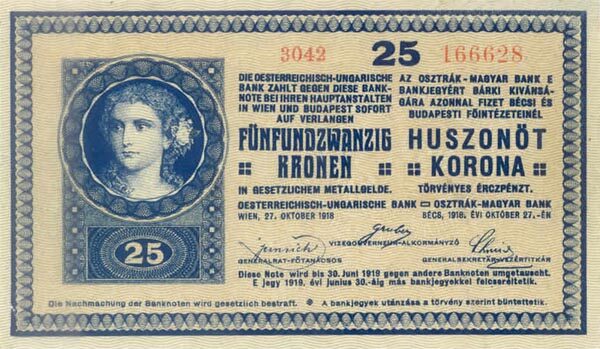 3042 25 166628
DIE OESTERREICHISCH-UNGARISCHE
BANK ZAHLT GEGEN DIESE BANK-
NOTE BEI IHREN HAUPTANSTALTEN
IN WIEN UND BUDAPEST SOFORT
AUF VERLANGEN
FÜNFUNDZWANZIG
KRONEN
IN GESETZLICHEM METALLGELDE.
AZ OSZTRÁK-MAGYAR BANK E
BANKJEGYÉRT BÁRKI KIVÁNSÁ-
GÁRA AZONNAL FIZET BÉCSI ÉS
BUDAPESTI FŐINTÉZETEINÉL
HUSZONÖT
KORONA
TÖRVÉNYES ÉRCZPÉNZT.
OESTERREICHISCH-UNGARISCHE BANK – OSZTRÁK-MAGYAR BANK
WIEN, 27. OKTOBER 1918
BÉCS, 1918. ÉVI OKTOBER 27.-ÉN
Gruber
VIZEGOUVERNEUR-ALKORMÁNYZÓ
GENERALRAT-FŐTANÁCSOS
GENERALSEKRETÄR-VEZÉRTITKÁR
25
Diese Note wird bis 30. Juni 1919 gegen andere Banknoten umgetauscht.
E jegy 1919. évi junius 30.-áig más bankjegyekkel felcseréltetik.
Die Nachmachung der Banknoten wird gesetzlich bestraft. A bankjegyek utánzása a törvény szerint büntettetik.